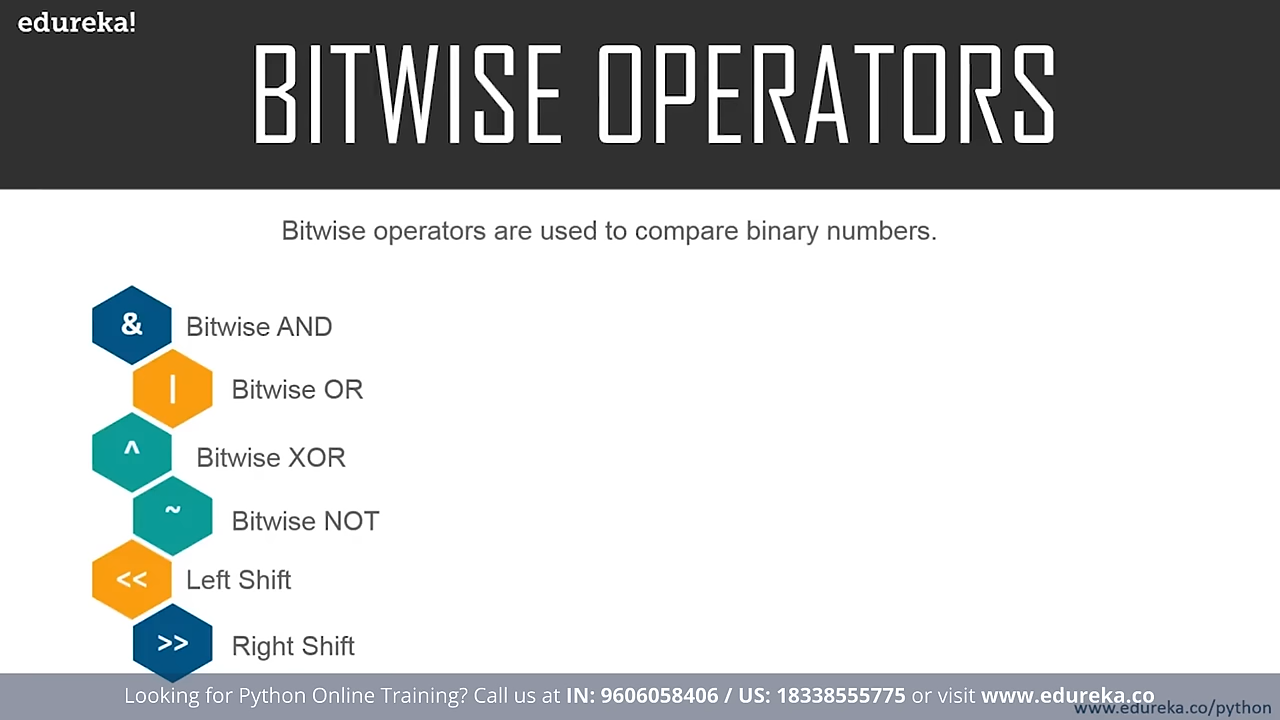 edureka!
BITWISE OPERATORS
Bitwise operators are used to compare binary numbers.
& Bitwise AND
| Bitwise OR
^ Bitwise XOR
~ Bitwise NOT
<< Left Shift
>> Right Shift
Looking for Python Online Training? Call us at IN: 9606058406 / US: 18338555775 or visit www.edureka.co
www.edureka.co/python